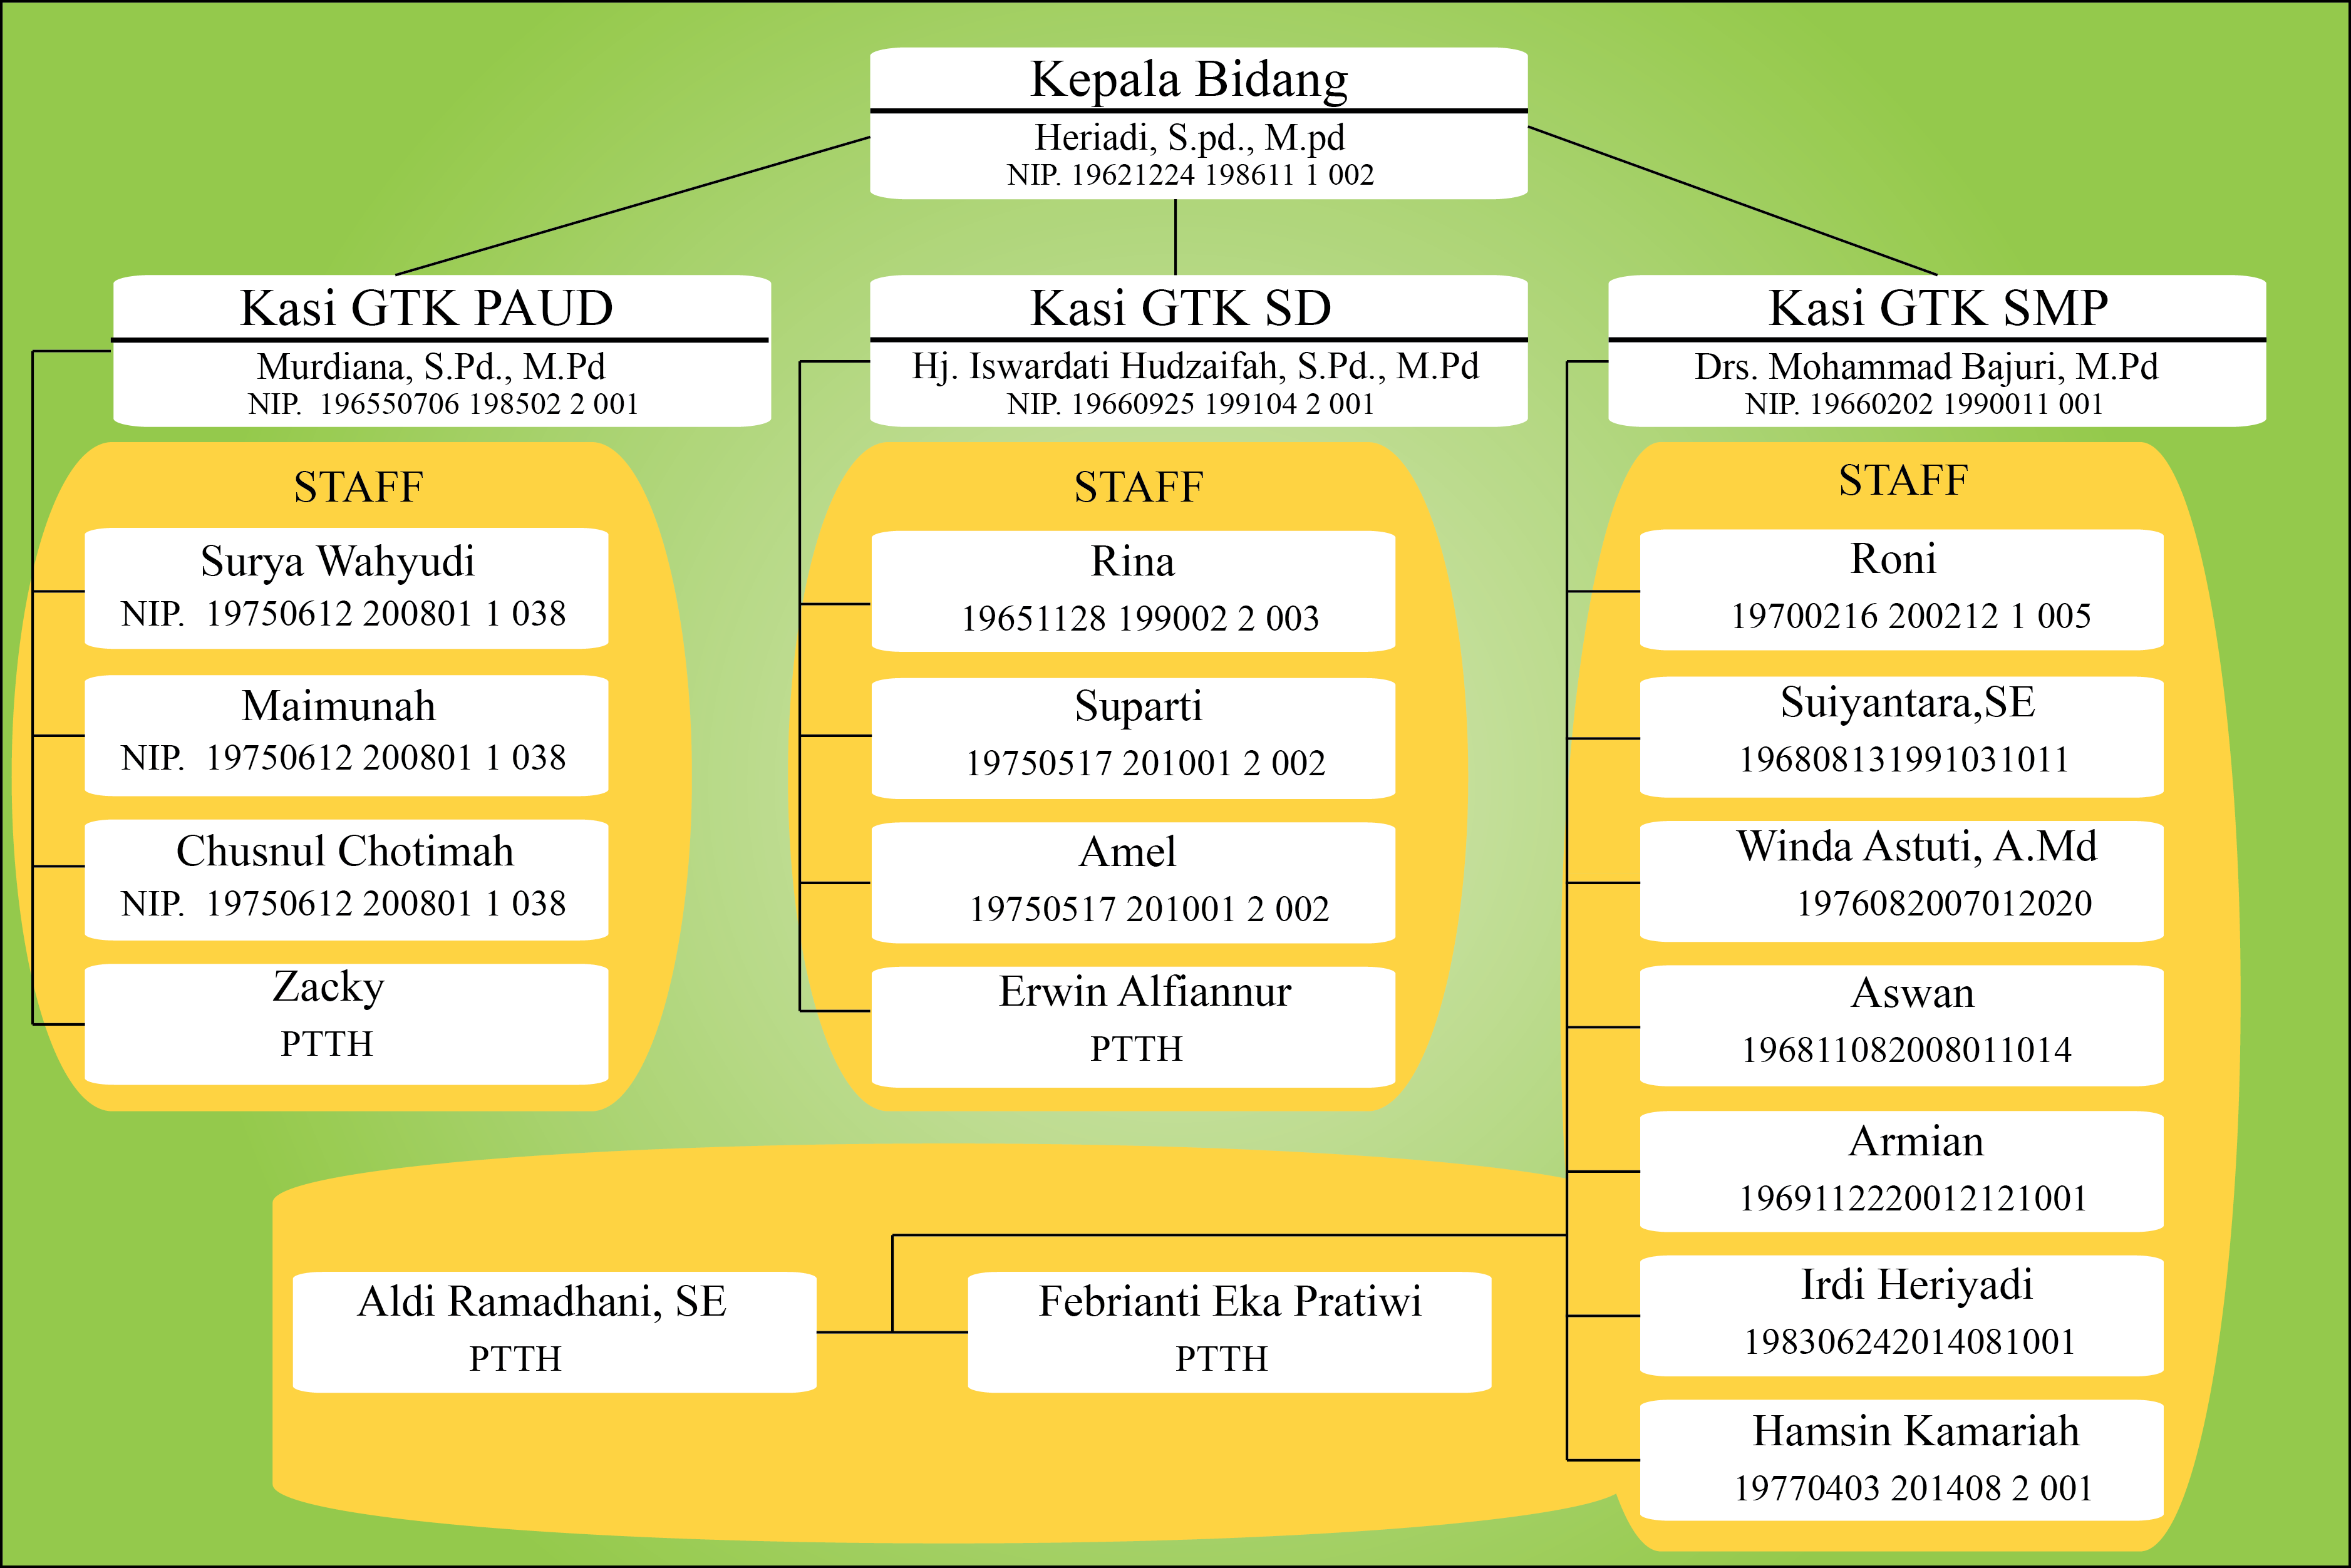 Kepala Bidang
Heriadi, S.pd., M.pd
NIP. 19621224 198611 1 002
Kasi GTK PAUD
Murdiana, S.Pd., M.Pd
NIP. 196550706 198502 2 001
Kasi GTK SD
Hj. Iswardati Hudzaifah, S.Pd., M.Pd
NIP. 19660925 199104 2 001
Kasi GTK SMP
Drs. Mohammad Bajuri, M.Pd
NIP. 19660202 1990011 001
STAFF
Surya Wahyudi
NIP. 19750612 200801 1 038
Maimunah
NIP. 19750612 200801 1 038
Chusnul Chotimah
NIP. 19750612 200801 1 038
Zacky
PTTH
STAFF
Rina
19651128 199002 2 003
Suparti
19750517 201001 2 002
Amel
19750517 201001 2 002
Erwin Alfiannur
PTTH
STAFF
Roni
19700216 200212 1 005
Suiyantara,SE
196808131991031011
Winda Astuti, A.Md
1976082007012020
Aswan
196811082008011014
Armian
1969112220012121001
Irdi Heriyadi
198306242014081001
Hamsin Kamariah
19770403 201408 2 001
Aldi Ramadhani, SE
PTTH
Febrianti Eka Pratiwi
PTTH